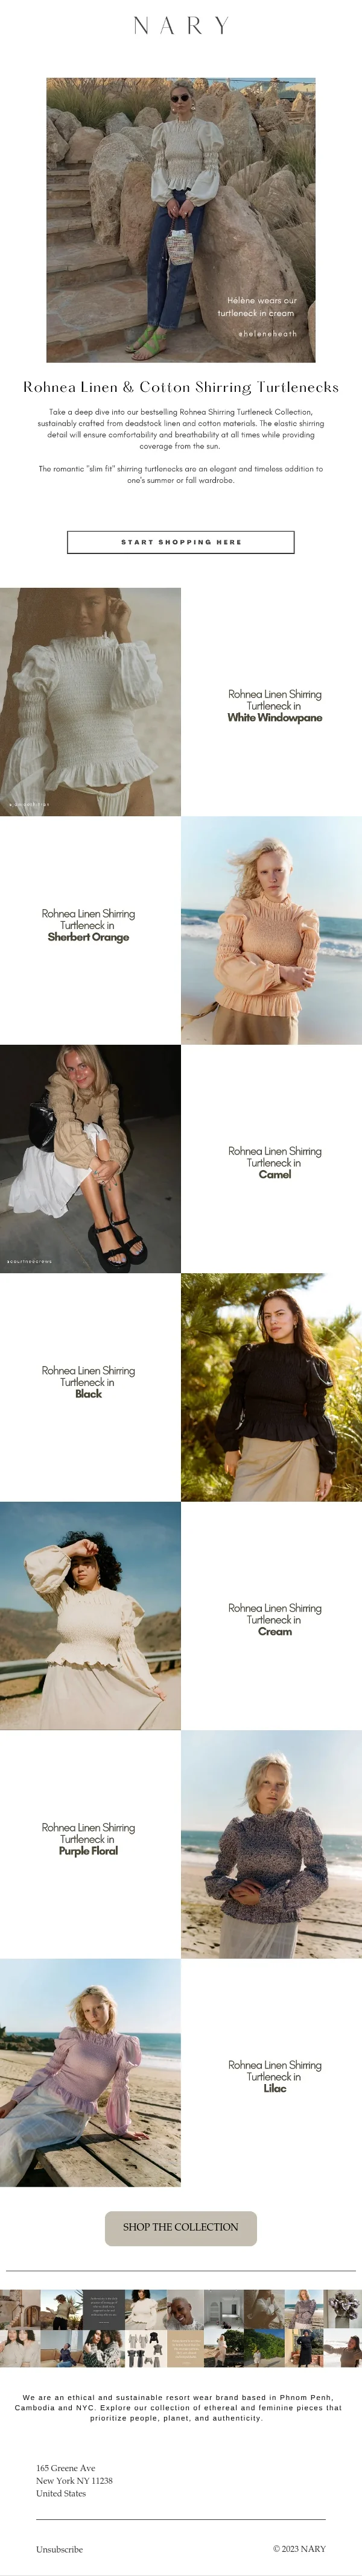 NARY
Hélène wears our
turtleneck in cream
@heleneheath
Rohnea Linen & Cotton Shirring Turtlenecks
Take a deep dive into our bestselling Rohnea Shirring Turtleneck Collection,
sustainably crafted from deadstock linen and cotton materials. The elastic shirring
detail will ensure comfortability and breathability at all times while providing
coverage from the sun.
The romantic "slim fit" shirring turtlenecks are an elegant and timeless addition to
one's summer or fall wardrobe.
START SHOPPING HERE
Rohnea Linen Shirring
Turtleneck in
White Windowpane
Rohnea Linen Shirring
Turtleneck in
Sherbert Orange
Rohnea Linen Shirring
Turtleneck in
Camel
Rohnea Linen Shirring
Turtleneck in
Black
Rohnea Linen Shirring
Turtleneck in
Cream
Rohnea Linen Shirring
Turtleneck in
Purple Floral
Rohnea Linen Shirring
Turtleneck in
Lilac
SHOP THE COLLECTION
We are an ethical and sustainable resort wear brand based in Phnom Penh,
Cambodia and NYC. Explore our collection of ethereal and feminine pieces that
prioritize people, planet, and authenticity.
165 Greene Ave
New York NY 11238
United States
Unsubscribe
© 2023 NARY